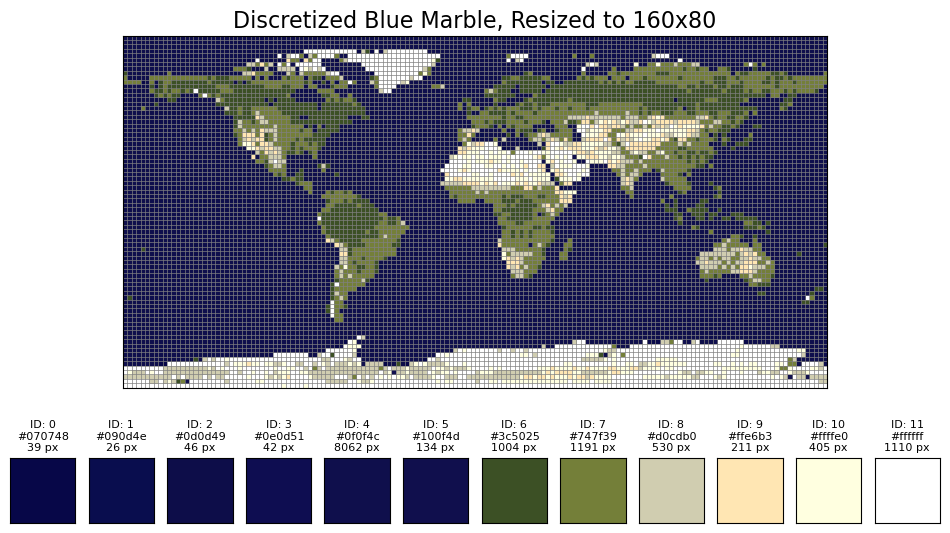 Discretized Blue Marble, Resized to 160x80
ID: 0
#070748
39 px
ID: 1
#090d4e
26 px
ID: 2
#0d0d49
46 px
ID: 3
#0e0d51
42 px
ID: 4
#0f0f4c
8062 px
ID: 5
#100f4d
134 px
ID: 6
#3c5025
1004 px
ID: 7
#747f39
1191 px
ID: 8
#d0cdb0
530 px
ID: 9
#ffe6b3
211 px
ID: 10
#ffffe0
405 px
ID: 11
#ffffff
1110 px